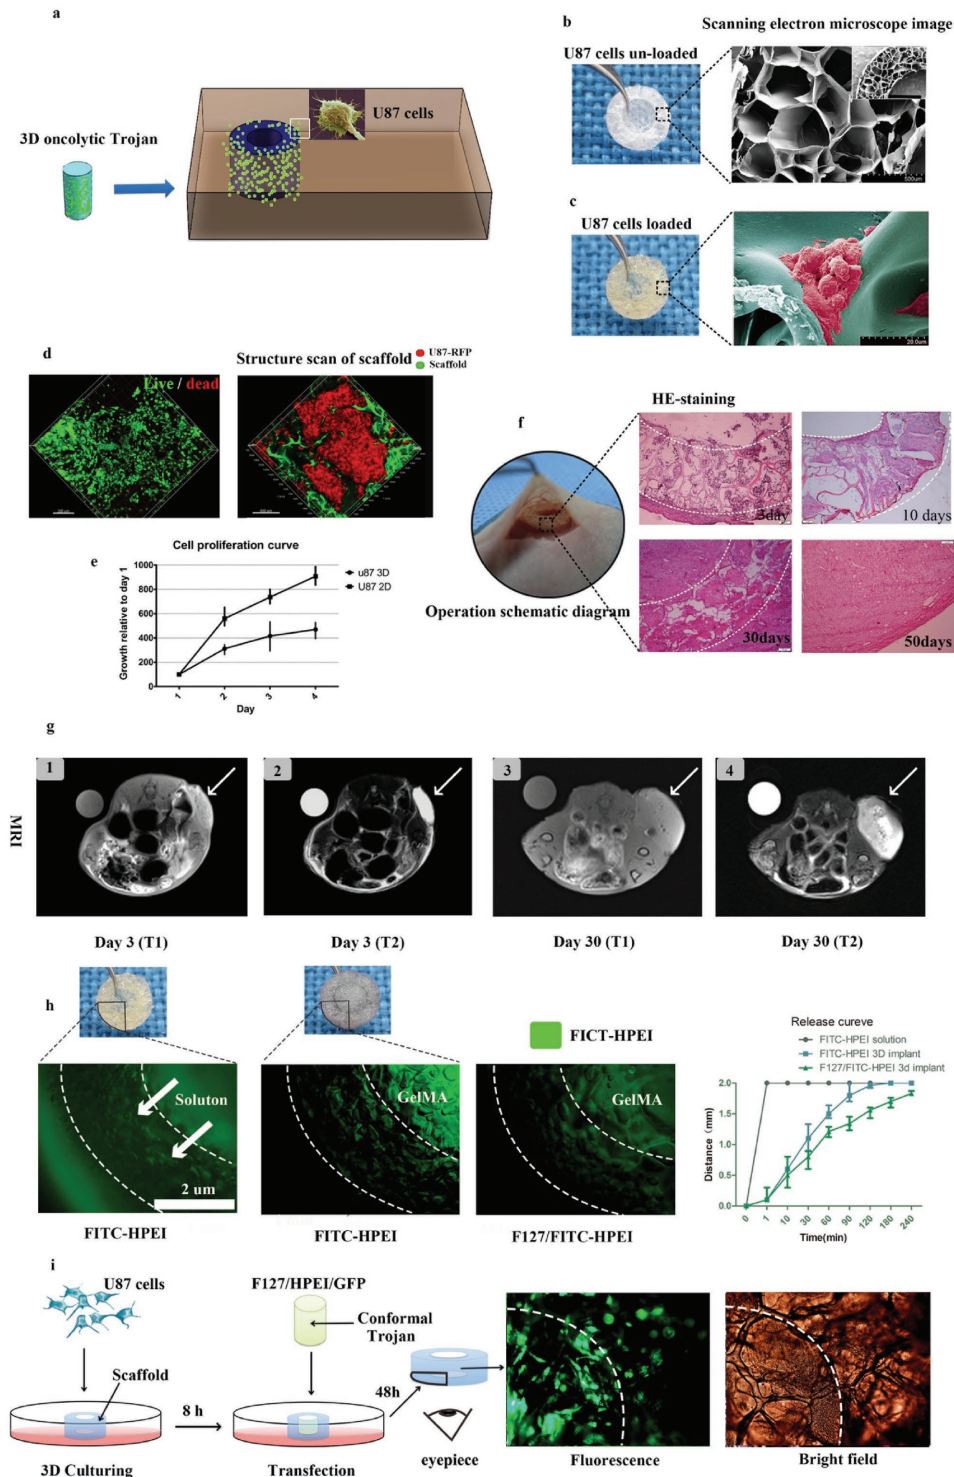 a
3D oncolytic Trojan
U87 cells
b
Scanning electron microscope image
U87 cells un-loaded
500um
c
U87 cells loaded
20.0um
d
Live / dead
Structure scan of scaffold
U87-RFP
Scaffold
e
Cell proliferation curve
u87 3D
U87 2D
Growth relative to day 1
1000
800
600
400
200
0
1
2
3
4
Day
f
HE-staining
Operation schematic diagram
3day
10 days
30days
50days
g
MRI
1
2
3
4
Day 3 (T1)
Day 3 (T2)
Day 30 (T1)
Day 30 (T2)
h
FICT-HPEI
Soluton
2 um
GelMA
GelMA
FITC-HPEI
FITC-HPEI
F127/FITC-HPEI
Release cureve
FITC-HPEI solution
FITC-HPEI 3D implant
F127/FITC-HPEI 3d implant
Distance (mm)
2.0
1.5
1.0
0.5
0.0
0
1
10
30
60
90
120
180
240
Time(min)
i
U87 cells
Scaffold
3D Culturing
8 h
F127/HPEI/GFP
Conformal
Trojan
Transfection
48h
eyepiece
Fluorescence
Bright field